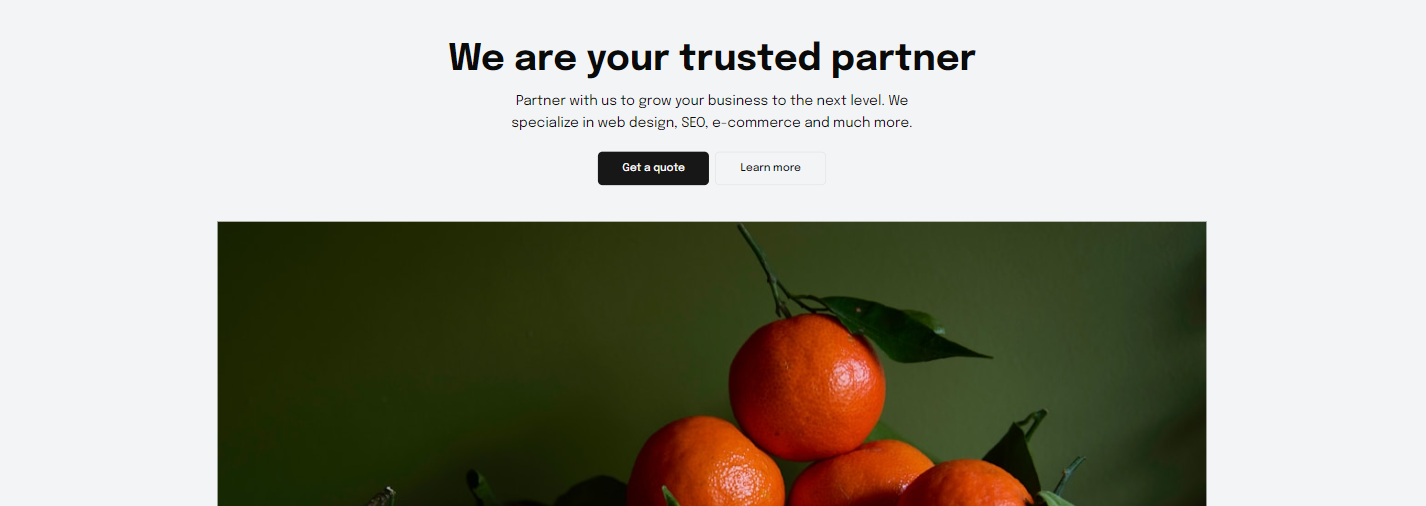 We are your trusted partner
Partner with us to grow your business to the next level. We
specialize in web design, SEO, e-commerce and much more.
Get a quote
Learn more